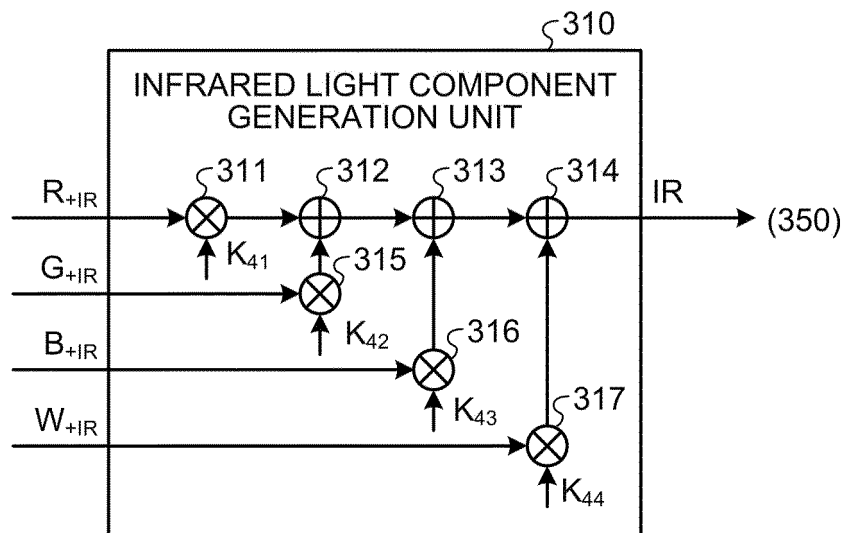 310
INFRARED LIGHT COMPONENT
GENERATION UNIT
311
312
313
314
R+IR
IR
(350)
K41
315
G+IR
K42
316
B+IR
K43
317
W+IR
K44